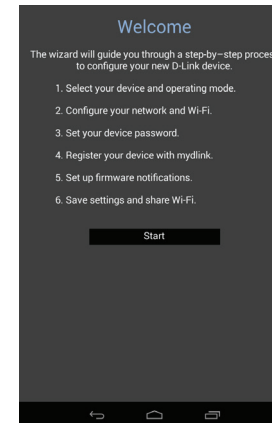 Welcome
The wizard will guide you through a step-by-step proces
to configure your new D-Link device.
1. Select your device and operating mode.
2. Configure your network and Wi-Fi.
3. Set your device password.
4. Register your device with mydlink.
5. Set up firmware notifications.
6. Save settings and share Wi-Fi.
Start